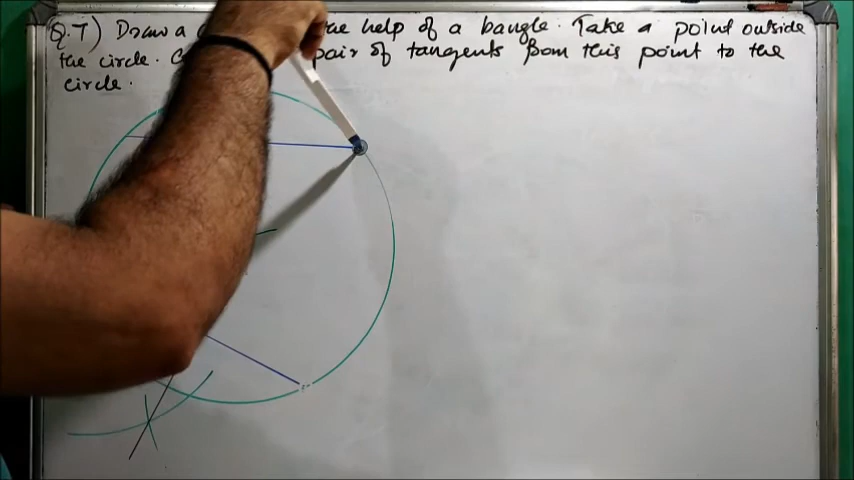 Q.7) Draw a the help of a bangle. Take a point outside
the circle. pair of tangents from this point to the
circle.